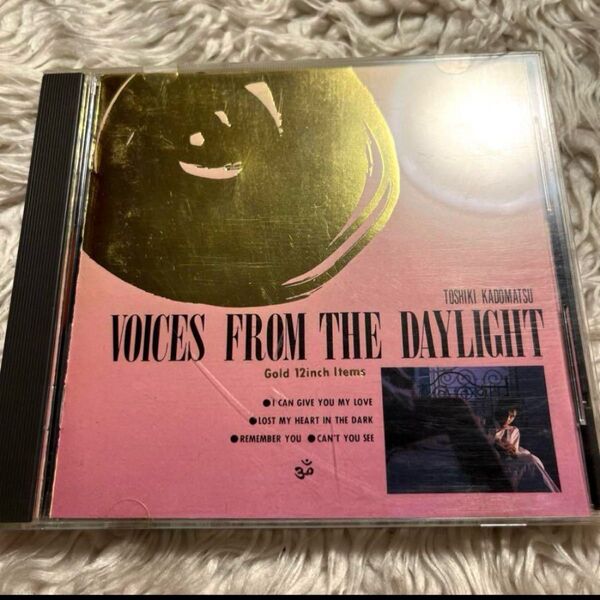 TOSHIKI KADOMATSU
VOICES FROM THE DAYLIGHT
Gold 12inch Items
●I CAN GIVE YOU MY LOVE
●LOST MY HEART IN THE DARK
●REMEMBER YOU ●CAN'T YOU SEE
ॐ